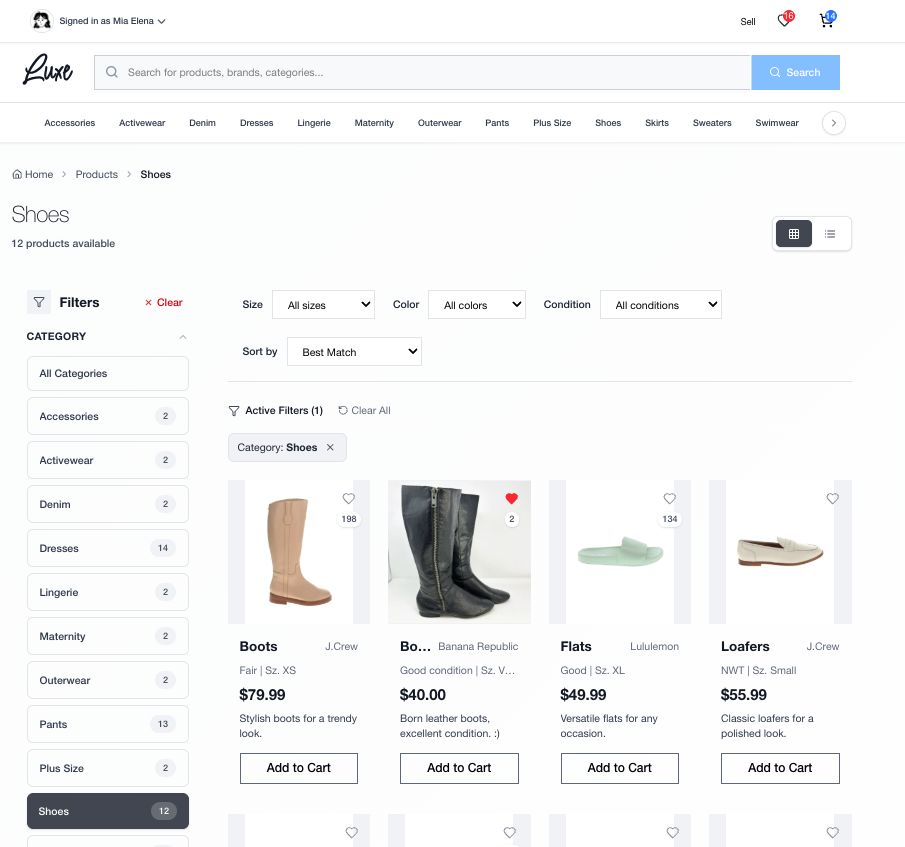 Signed in as Mia Elena
Sell
16
14
Luxe
Search for products, brands, categories...
Search
Accessories Activewear Denim Dresses Lingerie Maternity Outerwear Pants Plus Size Shoes Skirts Sweaters Swimwear
Home Products Shoes
Shoes
12 products available
Filters
Clear
CATEGORY
All Categories
Accessories 2
Activewear 2
Denim 2
Dresses 14
Lingerie 2
Maternity 2
Outerwear 2
Pants 13
Plus Size 2
Shoes 12
Size All sizes Color All colors Condition All conditions
Sort by Best Match
Active Filters (1) Clear All
Category: Shoes
198
2
134
Boots J.Crew
Fair | Sz. XS
$79.99
Stylish boots for a trendy
look.
Add to Cart
Bo... Banana Republic
Good condition | Sz. V...
$40.00
Born leather boots,
excellent condition. :)
Add to Cart
Flats Lululemon
Good | Sz. XL
$49.99
Versatile flats for any
occasion.
Add to Cart
Loafers J.Crew
NWT | Sz. Small
$55.99
Classic loafers for a
polished look.
Add to Cart